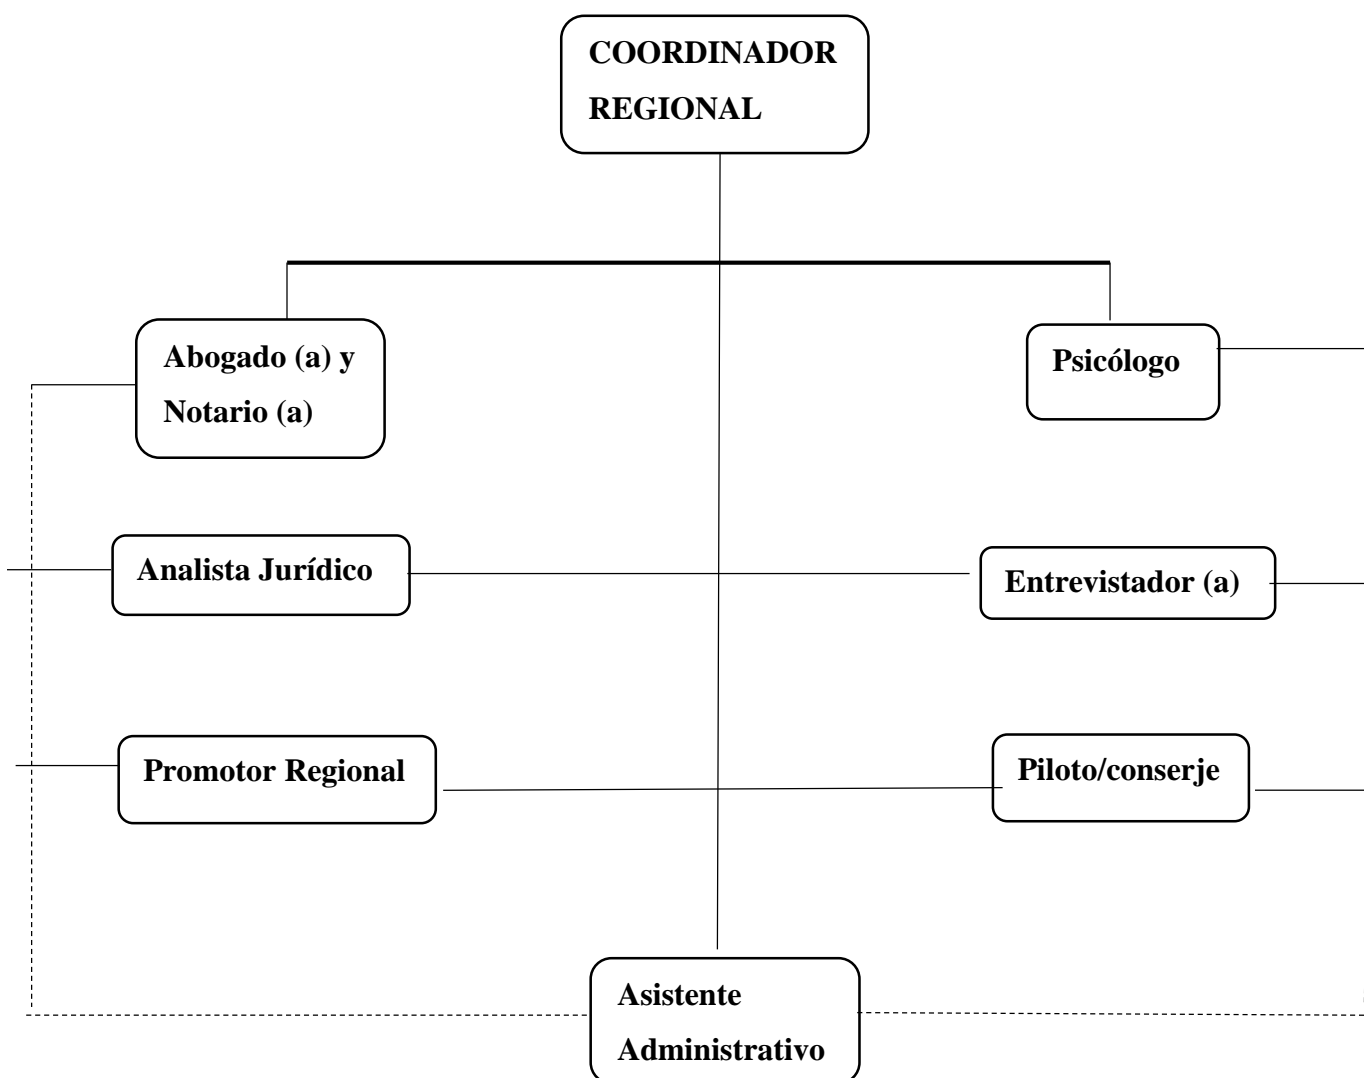 COORDINADOR
REGIONAL
Abogado (a) y
Notario (a)
Psicólogo
Analista Jurídico
Entrevistador (a)
Promotor Regional
Piloto/conserje
Asistente
Administrativo